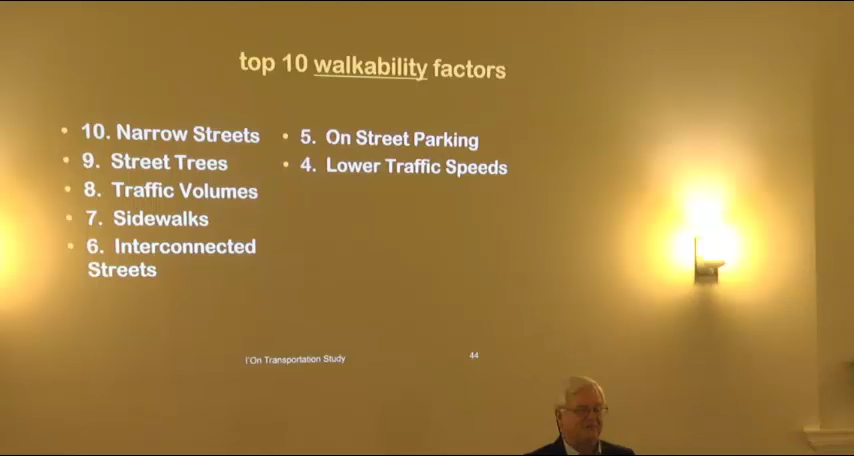 top 10 walkability factors
• 10. Narrow Streets
• 9. Street Trees
• 8. Traffic Volumes
• 7. Sidewalks
• 6. Interconnected
Streets
• 5. On Street Parking
• 4. Lower Traffic Speeds
I'On Transportation Study
44